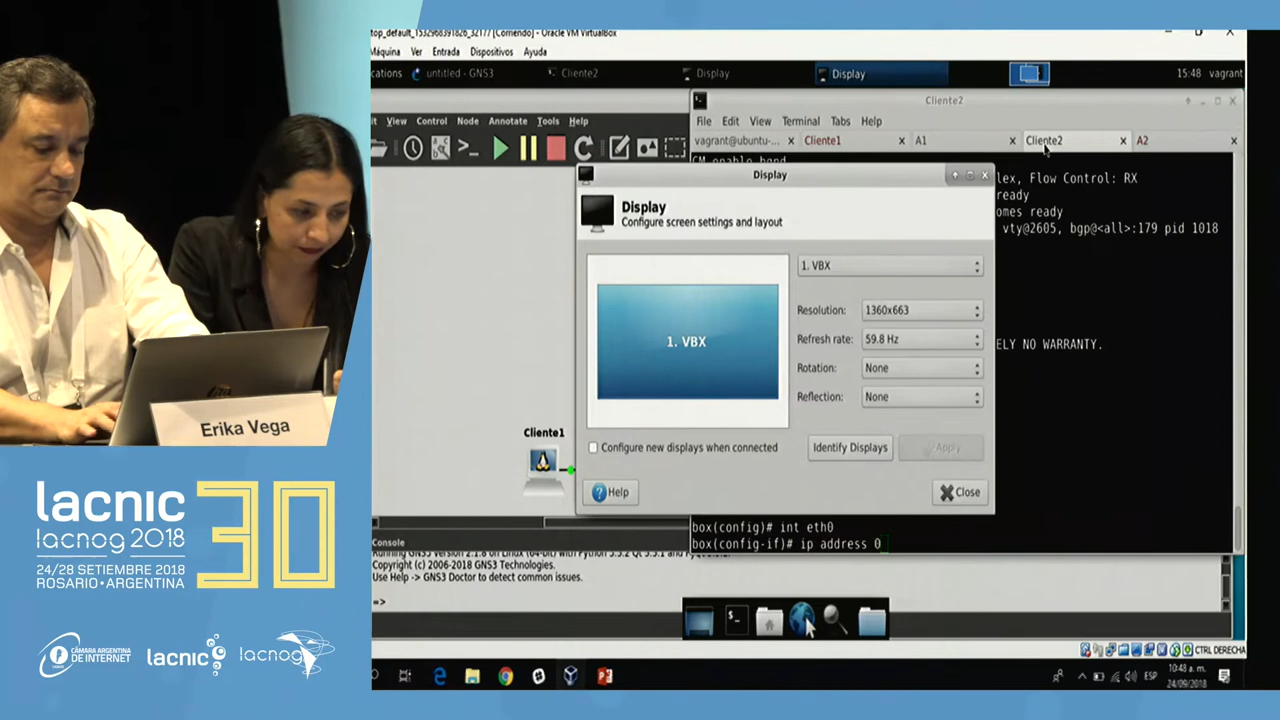 top_default_1532968391826_32177 [Corriendo] - Oracle VM VirtualBox
Máquina Ver Entrada Dispositivos Ayuda
cations untitled - GNS3 Cliente2 Display Display 15:48 vagrant
Cliente2
View Control Node Annotate Tools Help
File Edit View Terminal Tabs Help
vagrant@ubuntu-... Cliente1 A1 Cliente2 A2
lex, Flow Control: RX
ready
omes ready
vty@2605, bgp@<all>:179 pid 1018
ELY NO WARRANTY.
Display
Display
Configure screen settings and layout
1. VBX
1. VBX
Resolution: 1360x663
Refresh rate: 59.8 Hz
Rotation: None
Reflection: None
Configure new displays when connected
Identify Displays
Apply
Help
Close
Cliente1
box(config)# int eth0
box(config-if)# ip address 0
Console
Copyright (c) 2006-2018 GNS3 Technologies.
Use Help -> GNS3 Doctor to detect common issues.
=>
CTRL DERECHA
ESP
10:48 a. m.
24/09/2018
Erika Vega
lacnic 30
lacnog 2018
24/28 SETIEMBRE 2018
ROSARIO • ARGENTINA
CÁMARA ARGENTINA
DE INTERNET
lacnic
lacnog